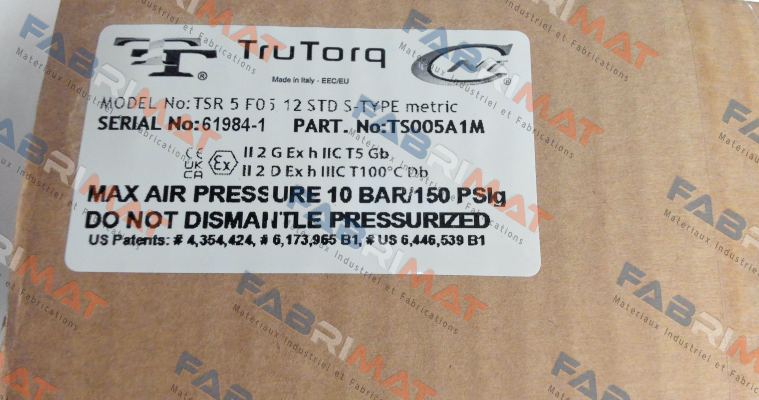 TruTorq
Made in Italy - EEC/EU
MODEL No:TSR 5 F05 12 STD S-TYPE metric
SERIAL No:61984-1 PART. No:TS005A1M
CE Ex II 2 G Ex h IIC T5 Gb
UKCA II 2 D Ex h IIIC T100°C Db
MAX AIR PRESSURE 10 BAR/150 PSIg
DO NOT DISMANTLE PRESSURIZED
US Patents: # 4,354,424, # 6,173,965 B1, # US 6,446,539 B1
FABRIMAT
Materiaux Industriel et Fabrications